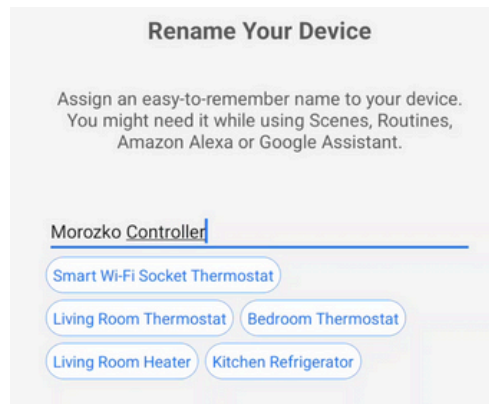 Rename Your Device
Assign an easy-to-remember name to your device.
You might need it while using Scenes, Routines,
Amazon Alexa or Google Assistant.
Morozko Controller
Smart Wi-Fi Socket Thermostat
Living Room Thermostat Bedroom Thermostat
Living Room Heater Kitchen Refrigerator